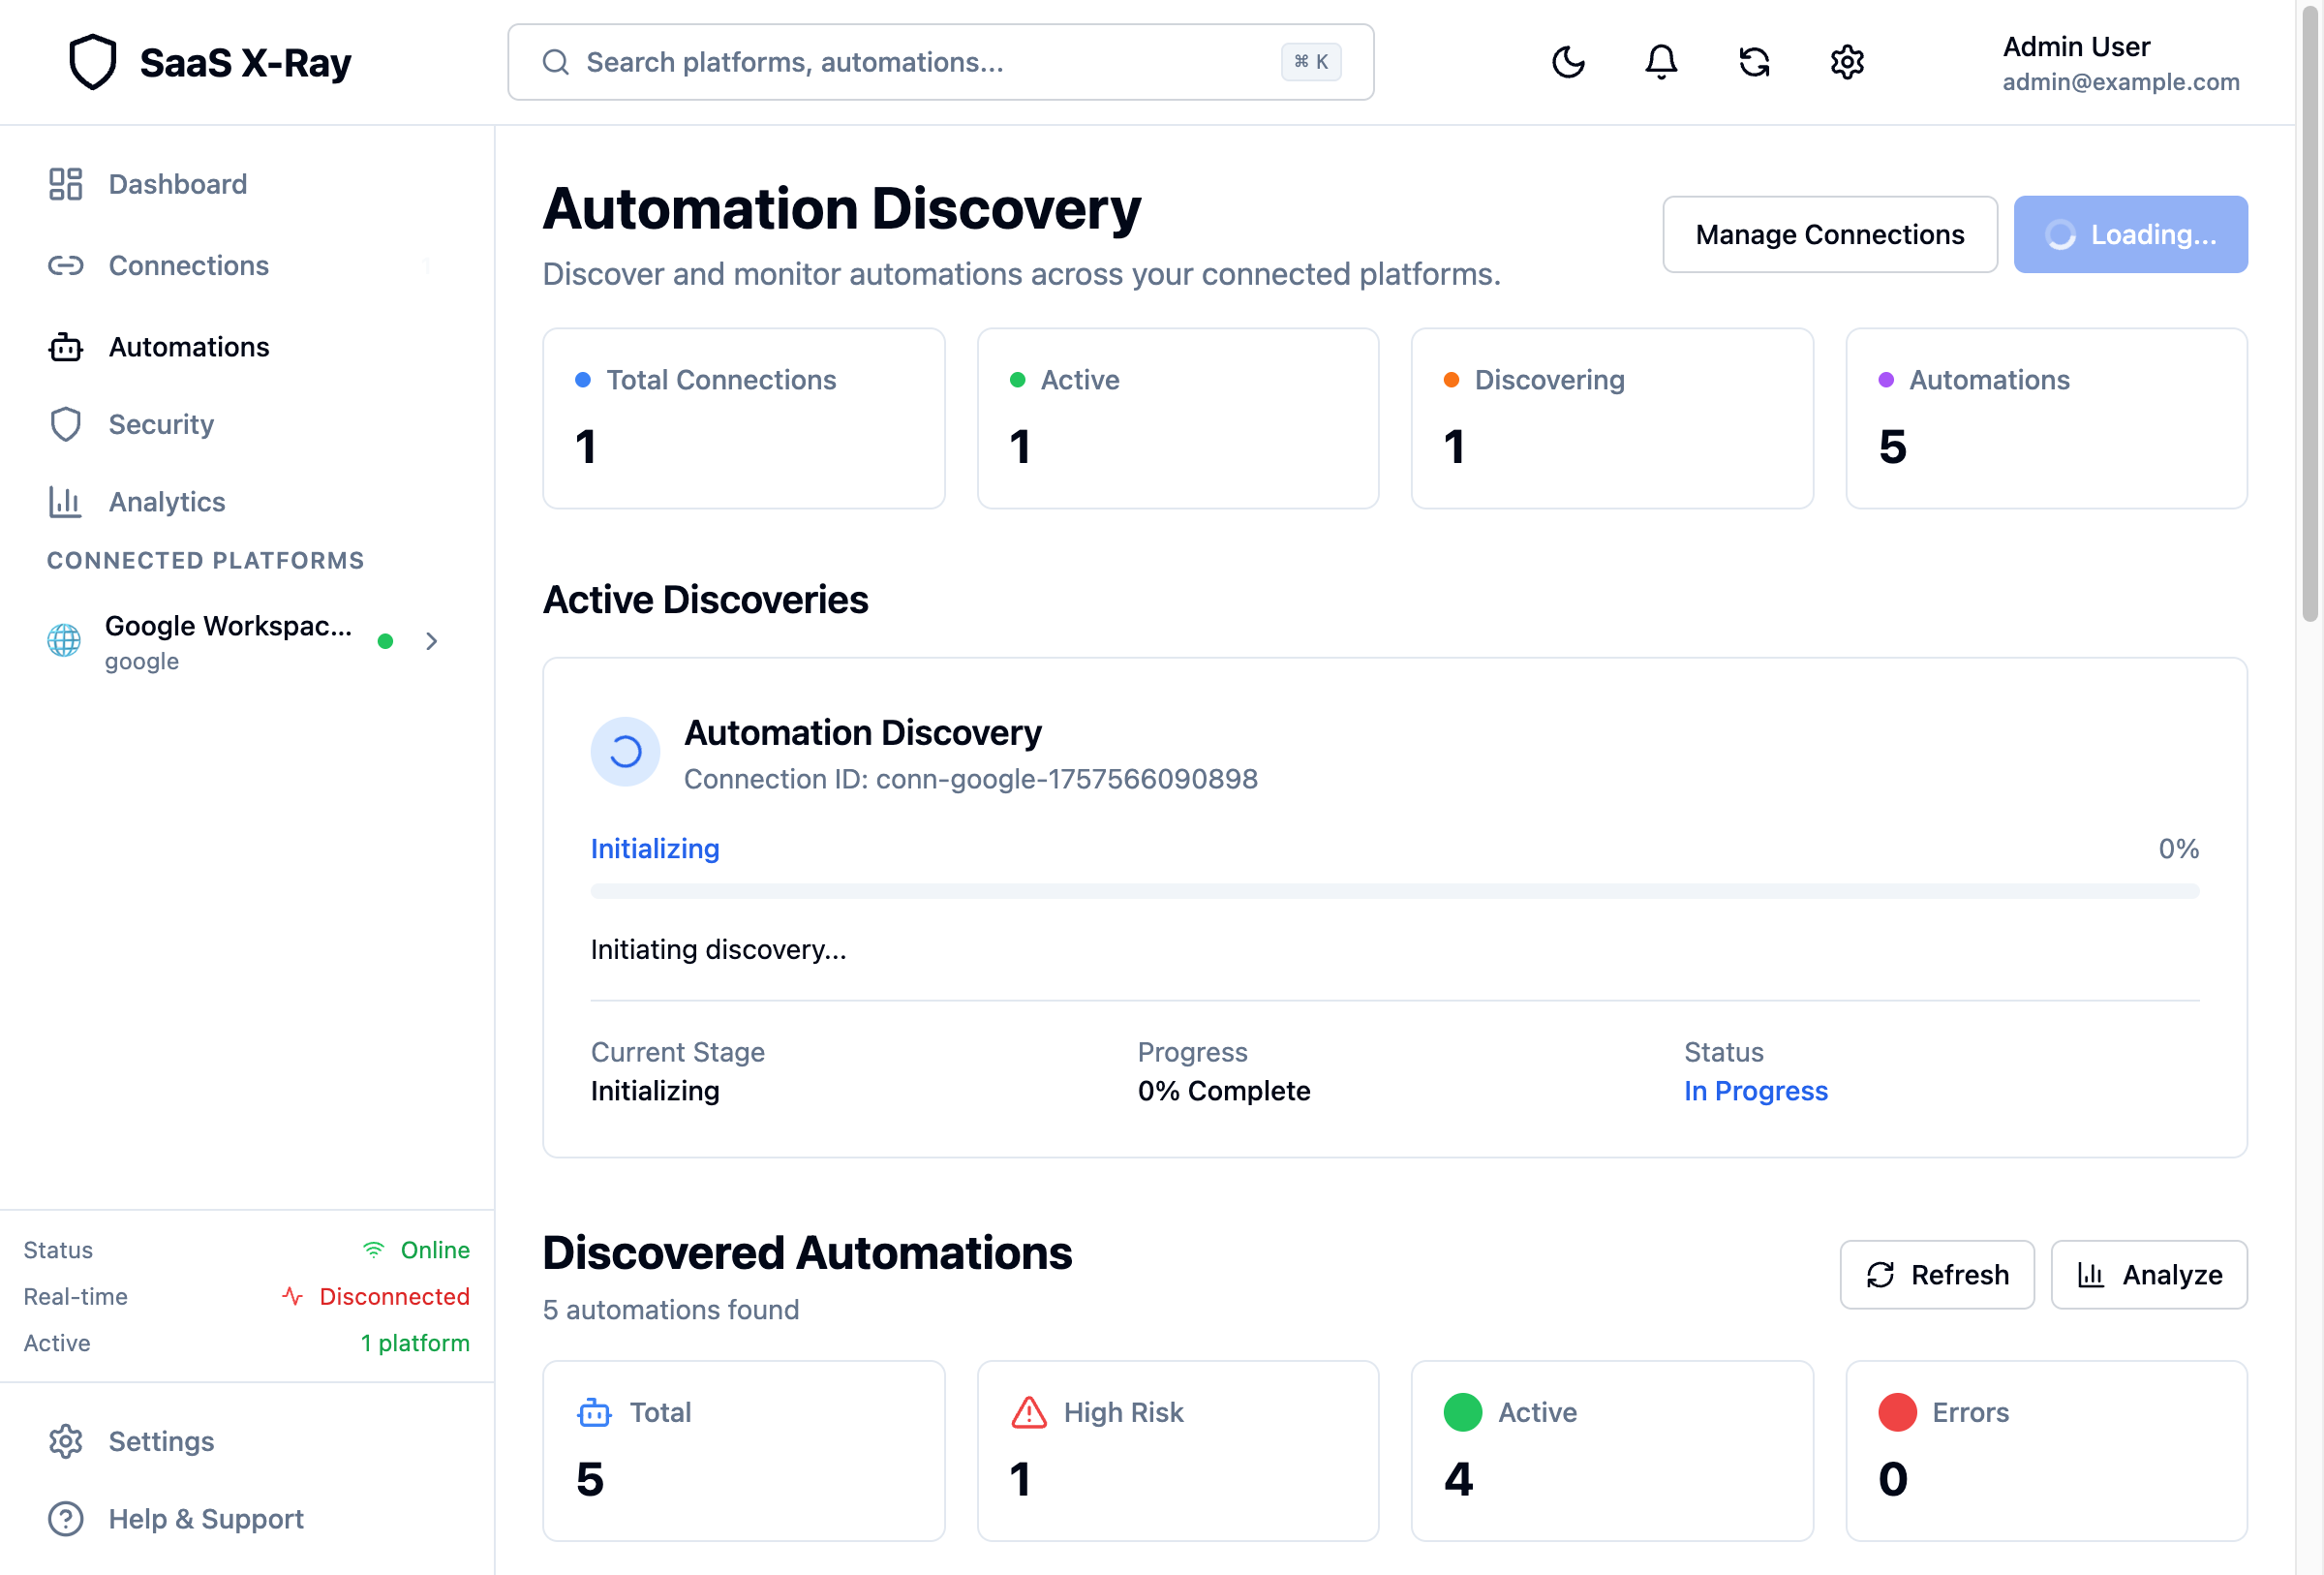 SaaS X-Ray
Search platforms, automations...
⌘ K
Admin User
admin@example.com
Dashboard
Connections
1
Automations
Security
Analytics
CONNECTED PLATFORMS
Google Workspac...
google
Status
Online
Real-time
Disconnected
Active
1 platform
Settings
Help & Support
Automation Discovery
Discover and monitor automations across your connected platforms.
Manage Connections
Loading...
Total Connections
1
Active
1
Discovering
1
Automations
5
Active Discoveries
Automation Discovery
Connection ID: conn-google-1757566090898
Initializing
0%
Initiating discovery...
Current Stage
Initializing
Progress
0% Complete
Status
In Progress
Discovered Automations
5 automations found
Refresh
Analyze
Total
5
High Risk
1
Active
4
Errors
0